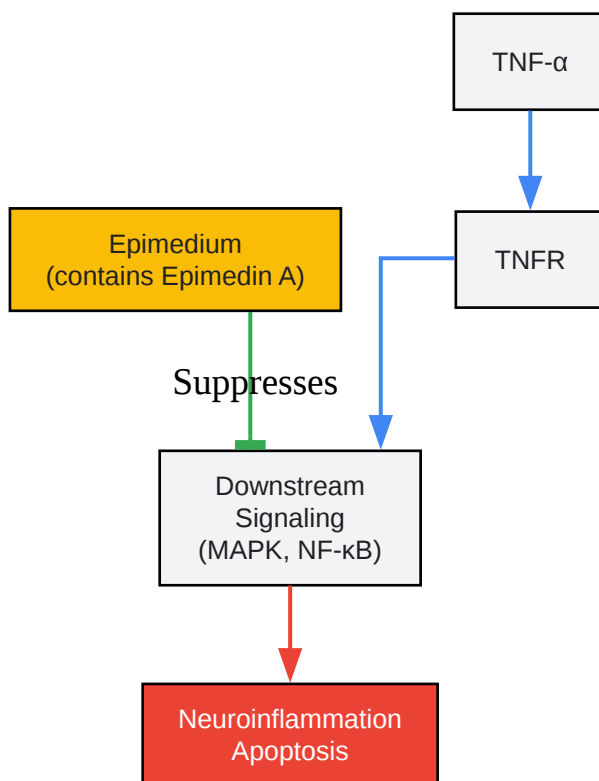 TNF-α
TNFR
Epimedium
(contains Epimedin A)
Suppresses
Downstream
Signaling
(MAPK, NF-κB)
Neuroinflammation
Apoptosis